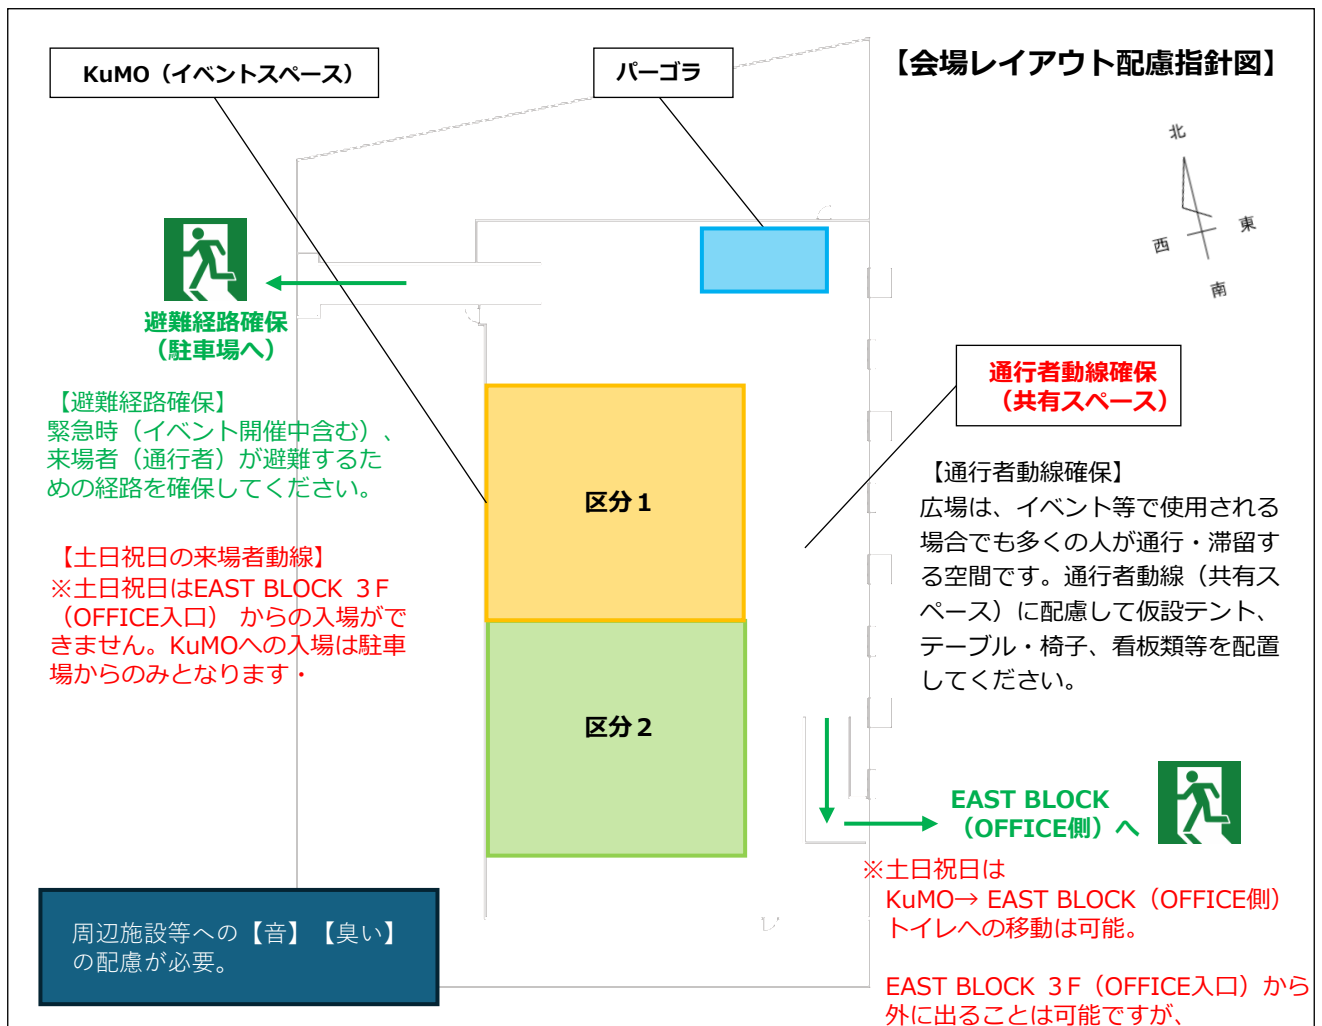 【会場レイアウト配慮指針図】
KuMO（イベントスペース）
パーゴラ
北
東
西
南
避難経路確保
（駐車場へ）
【避難経路確保】
緊急時（イベント開催中含む）、
来場者（通行者）が避難するた
めの経路を確保してください。
【土日祝日の来場者動線】
※土日祝日はEAST BLOCK ３F
（OFFICE入口） からの入場がで
きません。KuMOへの入場は駐車
場からのみとなります・
区分１
区分２
通行者動線確保
（共有スペース）
【通行者動線確保】
広場は、イベント等で使用される
場合でも多くの人が通行・滞留す
る空間です。通行者動線（共有ス
ペース）に配慮して仮設テント、
テーブル・椅子、看板類等を配置
してください。
EAST BLOCK
（OFFICE側）へ
※土日祝日は
KuMO→ EAST BLOCK（OFFICE側）
トイレへの移動は可能。
EAST BLOCK ３F（OFFICE入口）から
外に出ることは可能ですが、
周辺施設等への【音】【臭い】
の配慮が必要。